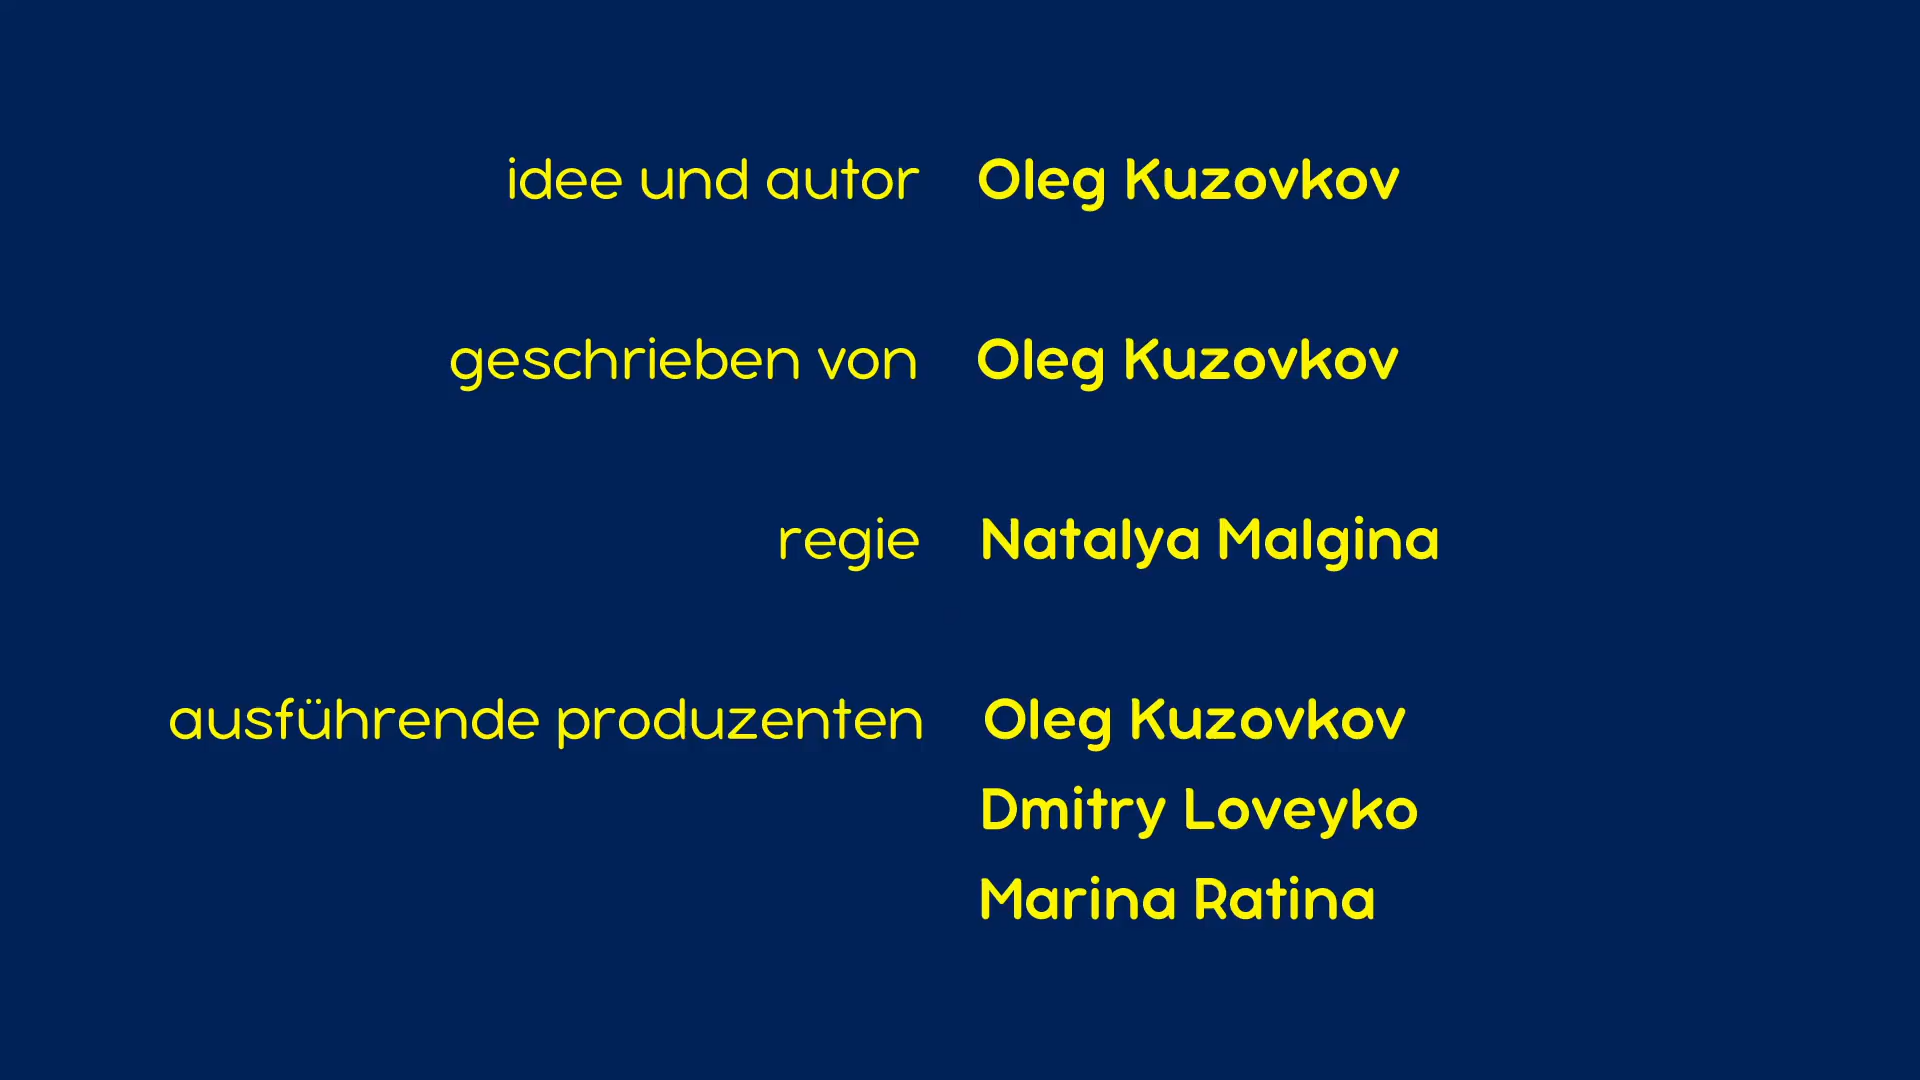 idee und autor Oleg Kuzovkov
geschrieben von Oleg Kuzovkov
regie Natalya Malgina
ausführende produzenten Oleg Kuzovkov
Dmitry Loveyko
Marina Ratina